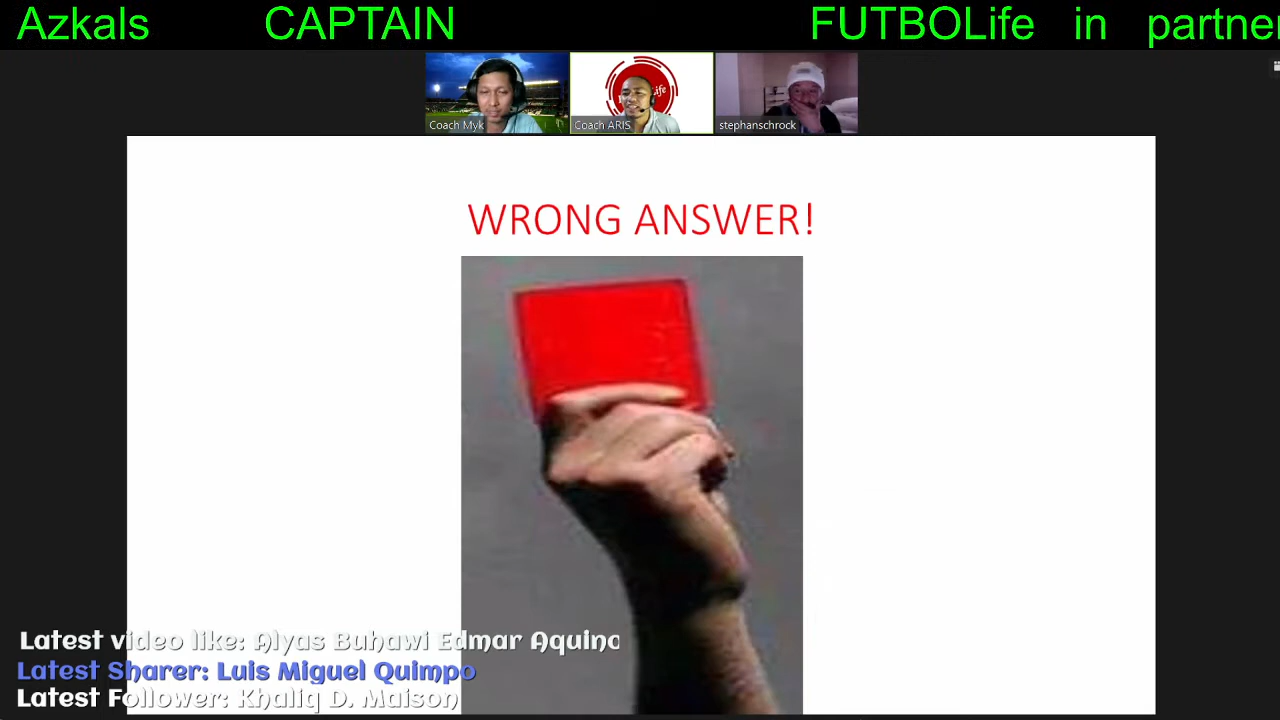 Azkals CAPTAIN FUTBOLife in partner
Coach Myk
Life
Coach ARIS
stephanschrock
WRONG ANSWER!
Latest video like: Alyas Buhawi Edmar Aquino
Latest Sharer: Luis Miguel Quimpo
Latest Follower: Khaliq D. Maison